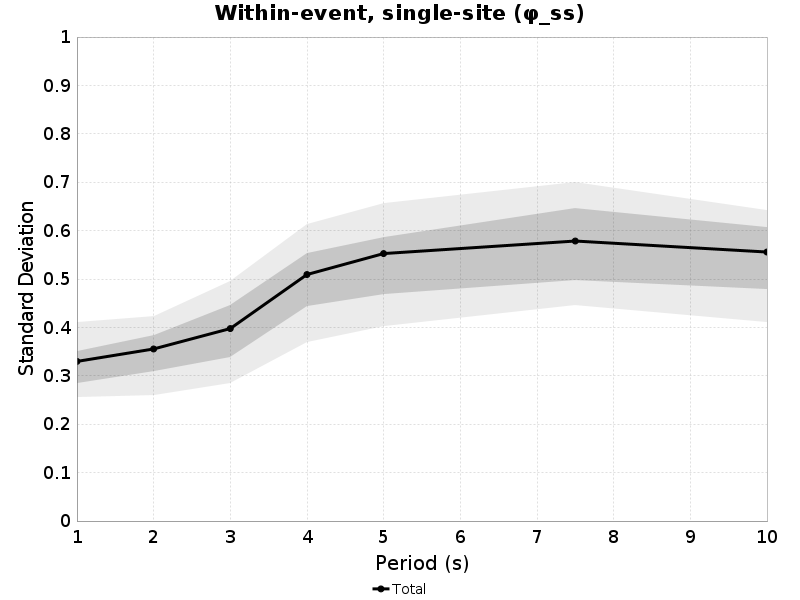 Within-event, single-site (φ_ss)
1
0.9
0.8
0.7
0.6
0.5
0.4
0.3
0.2
0.1
0
Standard Deviation
1 2 3 4 5 6 7 8 9 10
Period (s)
Total